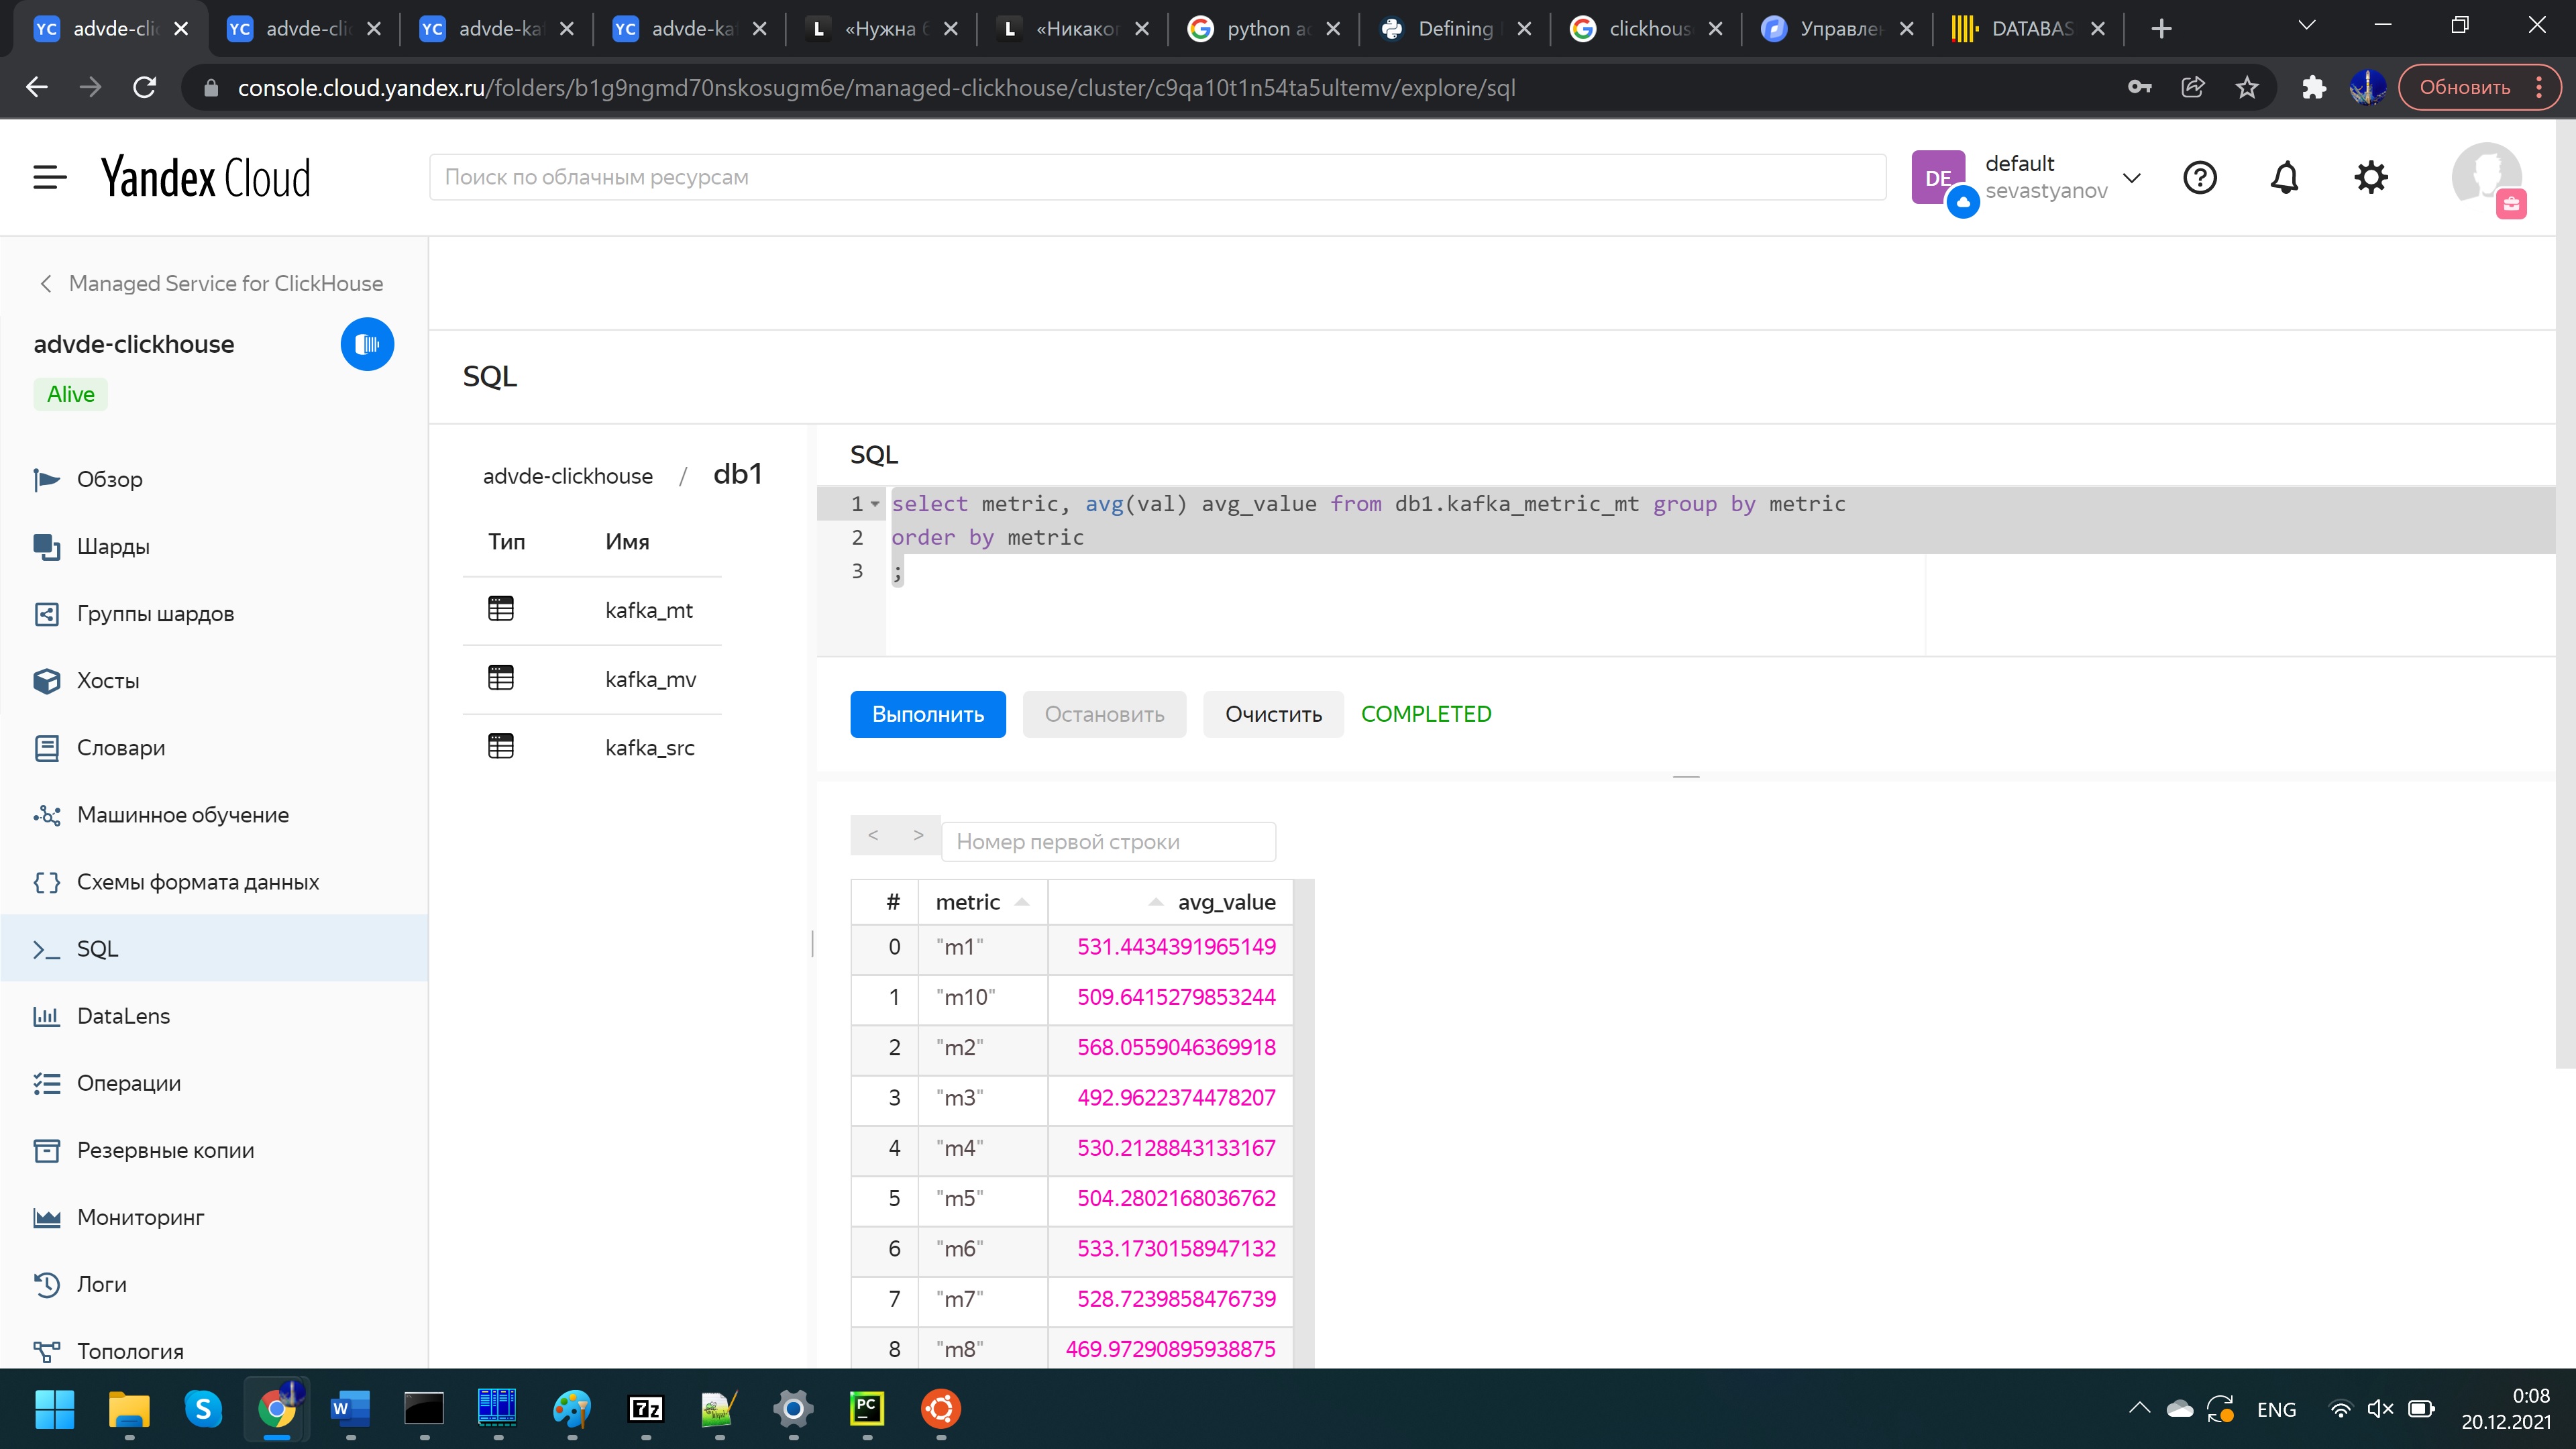 YC advde-cli
YC advde-cli
YC advde-ka
YC advde-ka
L «Нужна
L «Никако
python a
Defining
clickhous
Управле
DATABAS
console.cloud.yandex.ru/folders/b1g9ngmd70nskosugm6e/managed-clickhouse/cluster/c9qa10t1n54ta5ultemv/explore/sql
Обновить
Yandex Cloud
Поиск по облачным ресурсам
DE
default
sevastyanov
Managed Service for ClickHouse
advde-clickhouse
Alive
Обзор
Шарды
Группы шардов
Хосты
Словари
Машинное обучение
Схемы формата данных
SQL
DataLens
Операции
Резервные копии
Мониторинг
Логи
Топология
SQL
advde-clickhouse / db1
Тип Имя
kafka_mt
kafka_mv
kafka_src
SQL
1 select metric, avg(val) avg_value from db1.kafka_metric_mt group by metric
2 order by metric
3 ;
Выполнить Остановить Очистить COMPLETED
< > Номер первой строки
# metric avg_value
0 "m1" 531.4434391965149
1 "m10" 509.6415279853244
2 "m2" 568.0559046369918
3 "m3" 492.9622374478207
4 "m4" 530.2128843133167
5 "m5" 504.2802168036762
6 "m6" 533.1730158947132
7 "m7" 528.7239858476739
8 "m8" 469.97290895938875
S
W
7z
PC
ENG
0:08
20.12.2021